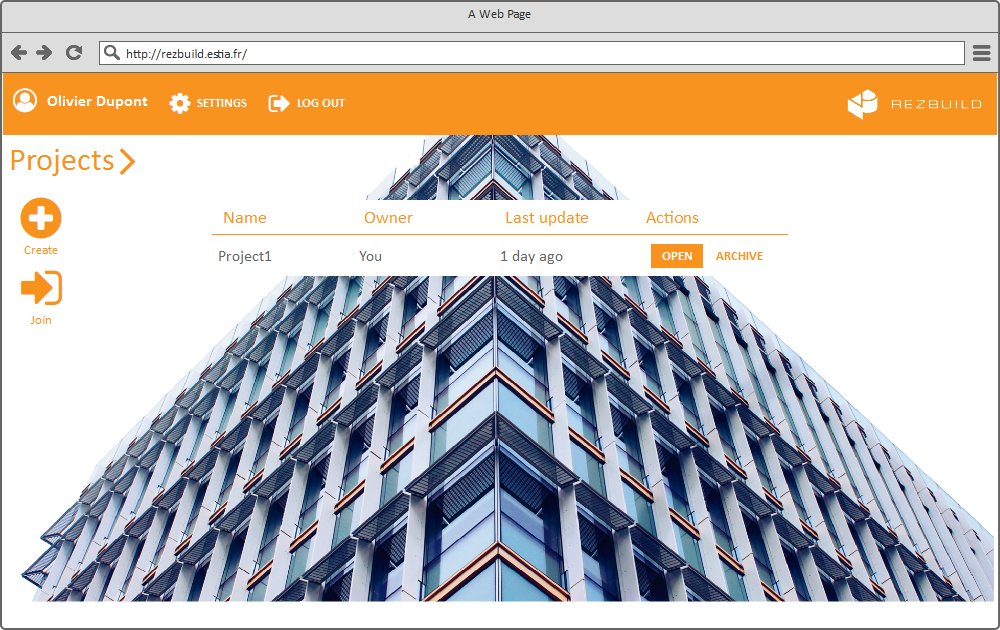 A Web Page
http://rezbuild.estia.fr/
Olivier Dupont SETTINGS LOG OUT REZBUILD
Projects
Create
Join
Name Owner Last update Actions
Project1 You 1 day ago OPEN ARCHIVE